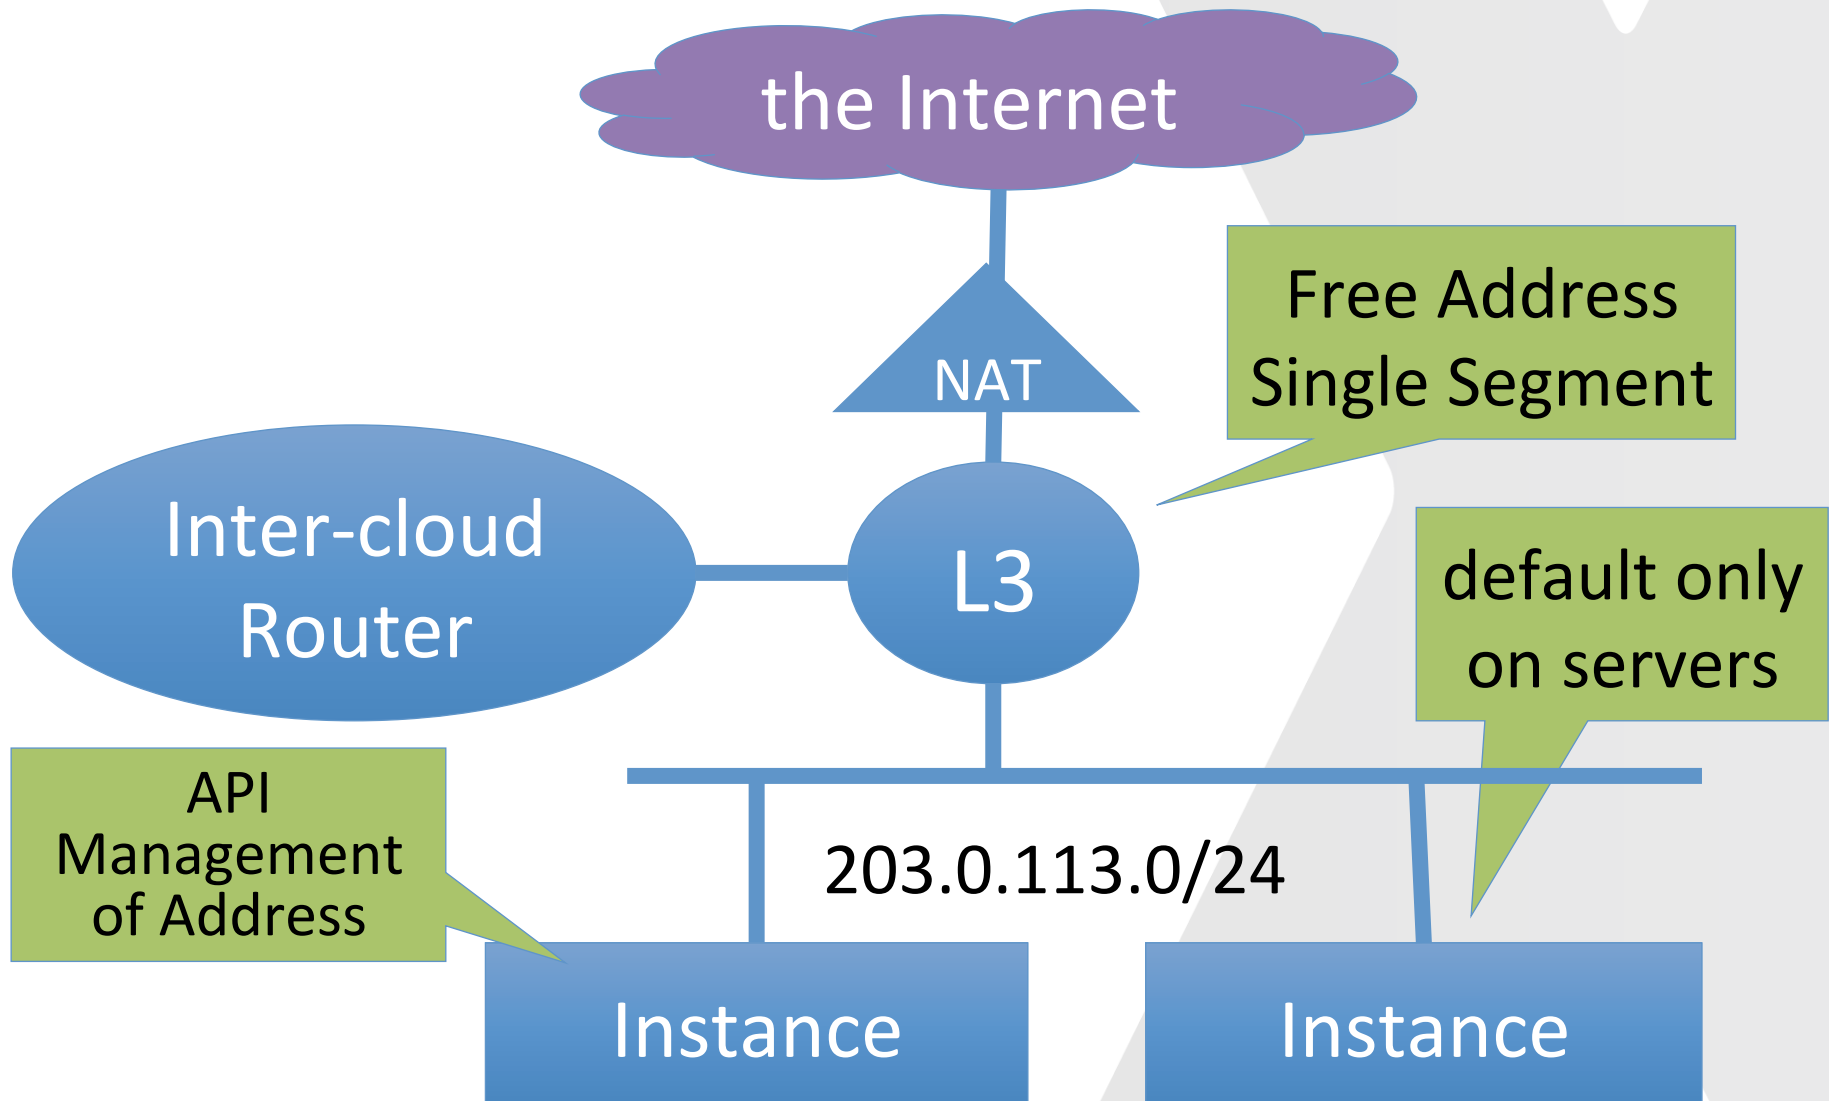 the Internet
NAT
Free Address
Single Segment
Inter-cloud
Router
L3
default only
on servers
API
Management
of Address
203.0.113.0/24
Instance
Instance